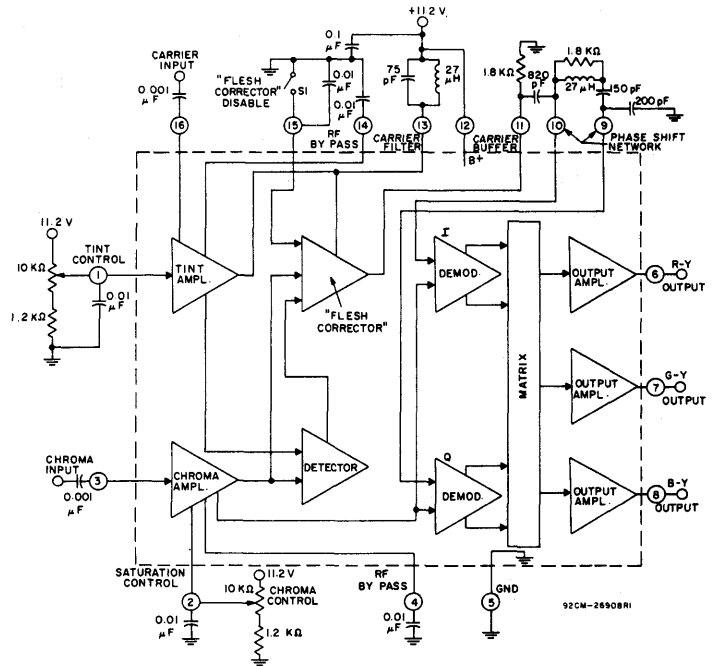 +11.2 V
CARRIER
INPUT
0.001
μF
"FLESH
CORRECTOR"
DISABLE
S1
0.1
μF
0.01
μF
0.01
μF
75
pF
27
μH
1.8KΩ
820
pF
1.8 KΩ
27 μH
150 pF
200 pF
16
15
14
13
12
11
10
9
RF
BY PASS
CARRIER
FILTER
B+
CARRIER
BUFFER
PHASE SHIFT
NETWORK
11.2 V
TINT
CONTROL
10 KΩ
1
0.01
μF
1.2KΩ
TINT
AMPL.
"FLESH
CORRECTOR"
I
DEMOD.
MATRIX
OUTPUT
AMPL.
6
R-Y
OUTPUT
OUTPUT
AMPL.
7
G-Y
OUTPUT
CHROMA
INPUT
0.001
μF
3
CHROMA
AMPL.
DETECTOR
Q
DEMOD.
OUTPUT
AMPL.
8
B-Y
OUTPUT
SATURATION
CONTROL
2
0.01
μF
11.2 V
10 KΩ
CHROMA
CONTROL
1.2 KΩ
RF
BY PASS
4
0.01
μF
5
GND
92CM-26908R1